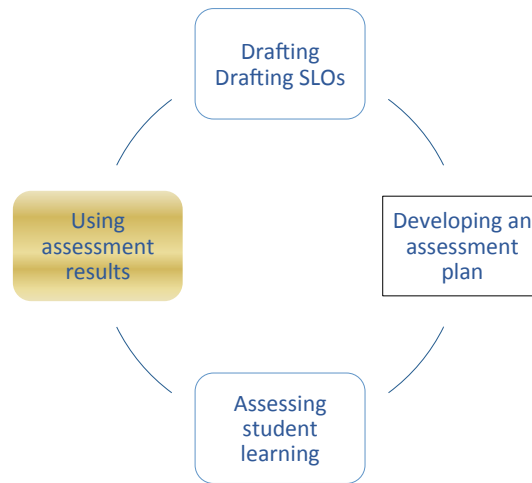 Drafting
Drafting SLOs
Using
assessment
results
Developing an
assessment
plan
Assessing
student
learning